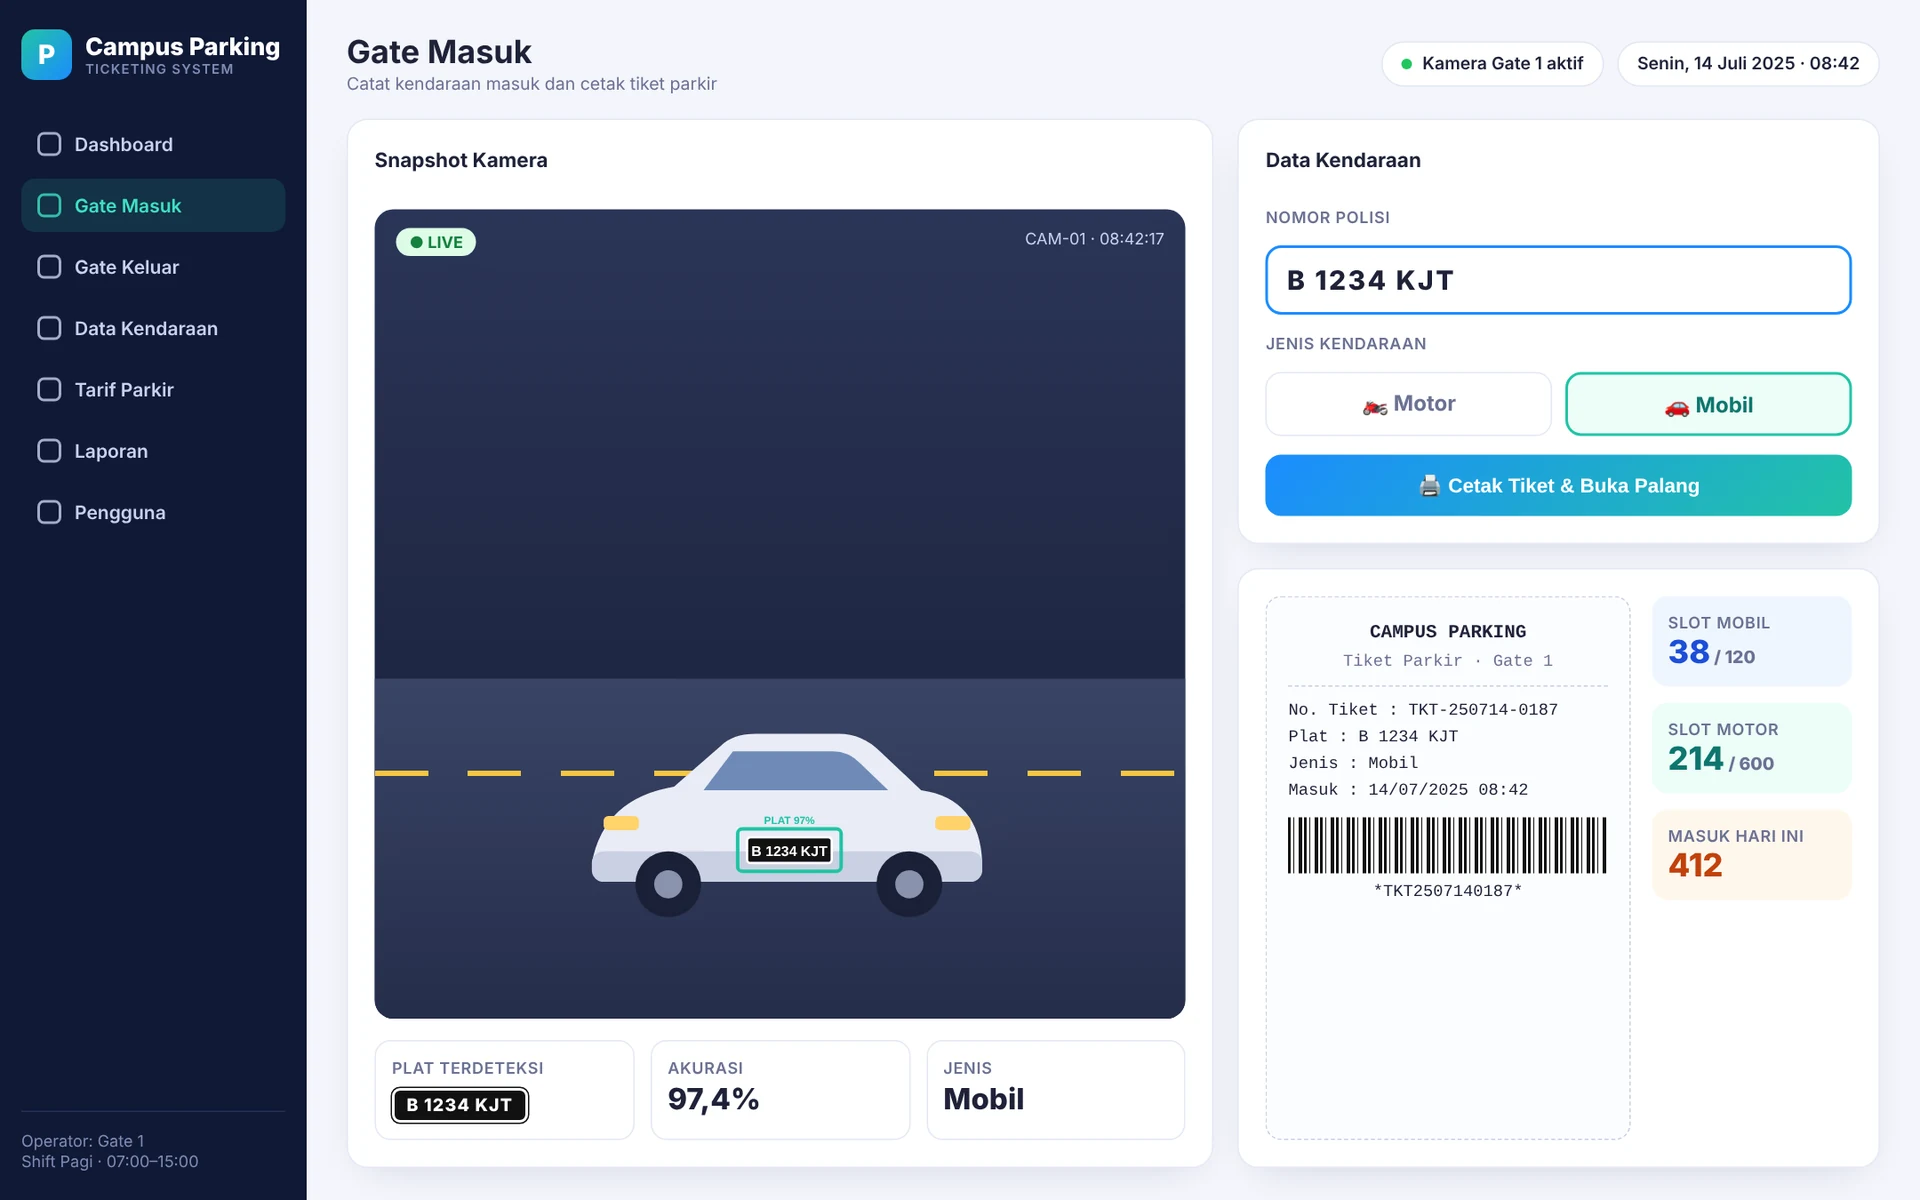 P
Campus Parking
TICKETING SYSTEM
Dashboard
Gate Masuk
Gate Keluar
Data Kendaraan
Tarif Parkir
Laporan
Pengguna
Operator: Gate 1
Shift Pagi · 07:00–15:00
Gate Masuk
Catat kendaraan masuk dan cetak tiket parkir
Kamera Gate 1 aktif
Senin, 14 Juli 2025 · 08:42
Snapshot Kamera
LIVE
CAM-01 · 08:42:17
PLAT 97%
B 1234 KJT
PLAT TERDETEKSI
B 1234 KJT
AKURASI
97,4%
JENIS
Mobil
Data Kendaraan
NOMOR POLISI
B 1234 KJT
JENIS KENDARAAN
Motor
Mobil
Cetak Tiket & Buka Palang
CAMPUS PARKING
Tiket Parkir · Gate 1
No. Tiket : TKT-250714-0187
Plat : B 1234 KJT
Jenis : Mobil
Masuk : 14/07/2025 08:42
*TKT2507140187*
SLOT MOBIL
38 / 120
SLOT MOTOR
214 / 600
MASUK HARI INI
412